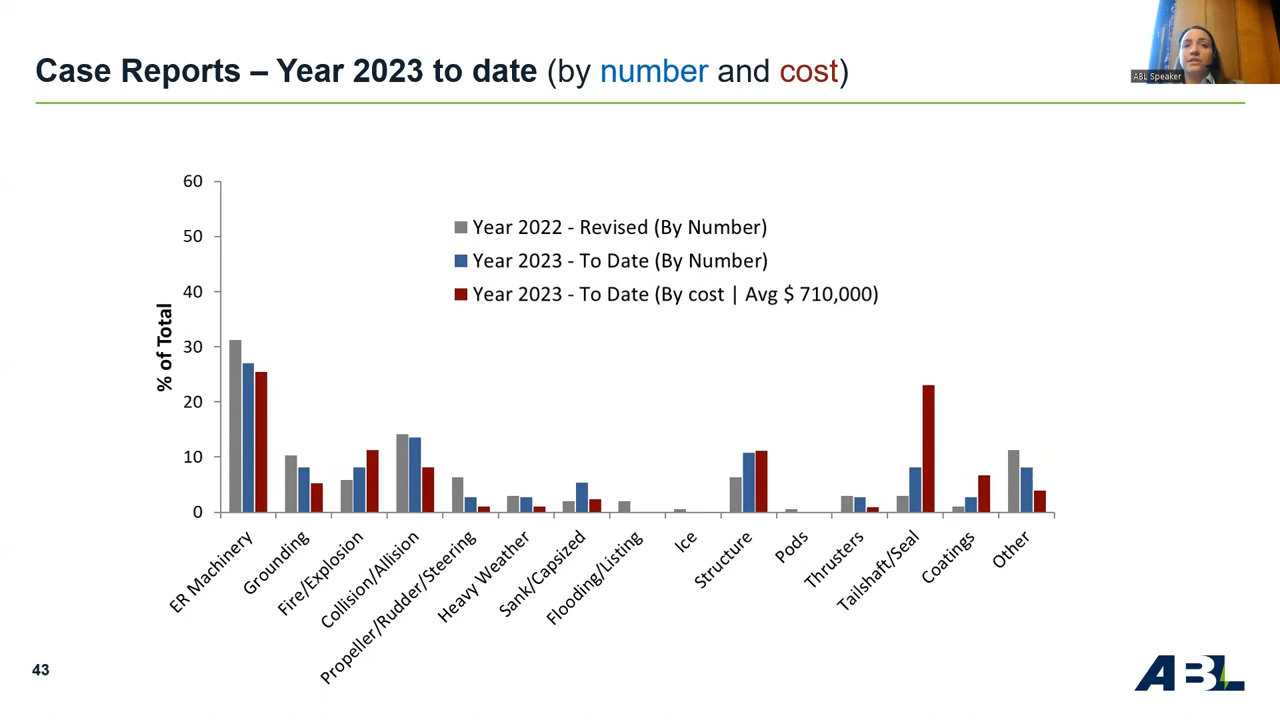 Case Reports – Year 2023 to date (by number and cost)
ABL Speaker
60
50
40
30
20
10
0
% of Total
Year 2022 - Revised (By Number)
Year 2023 - To Date (By Number)
Year 2023 - To Date (By cost | Avg $ 710,000)
ER Machinery
Grounding
Fire/Explosion
Collision/Allision
Propeller/Rudder/Steering
Heavy Weather
Sank/Capsized
Flooding/Listing
Ice
Structure
Pods
Thrusters
Tailshaft/Seal
Coatings
Other
43
ABL